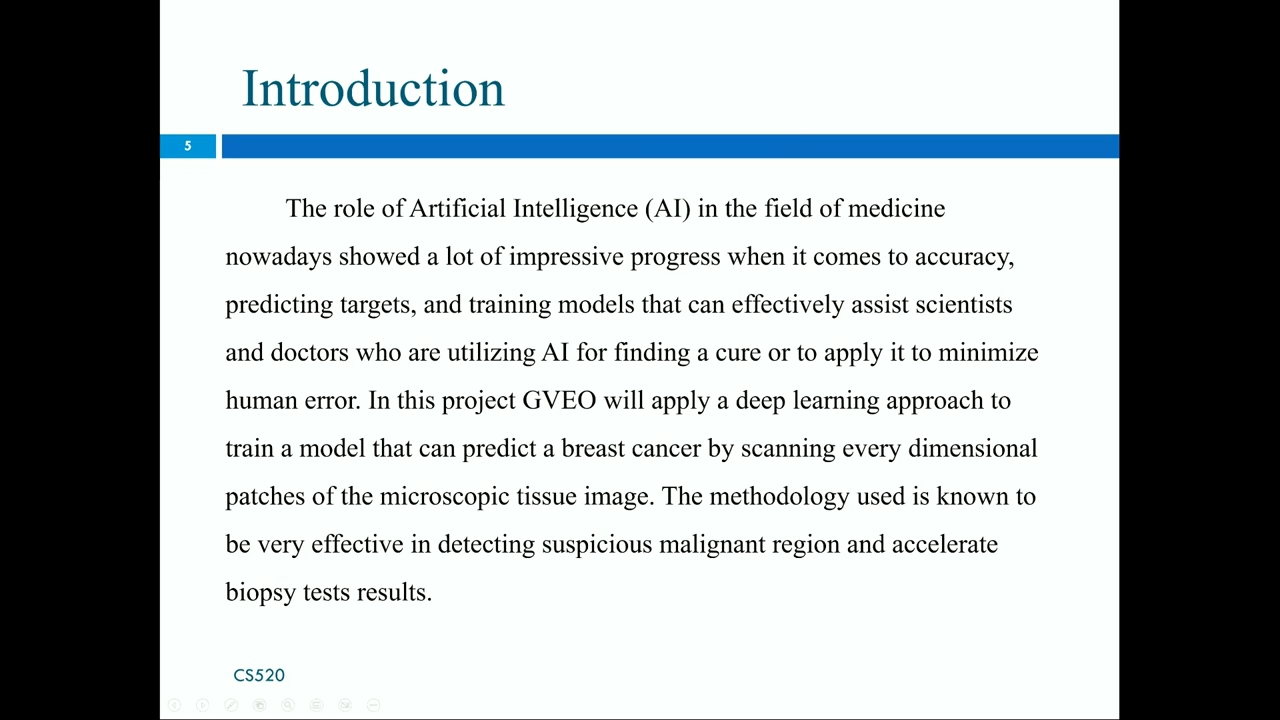 Introduction
5
The role of Artificial Intelligence (AI) in the field of medicine
nowadays showed a lot of impressive progress when it comes to accuracy,
predicting targets, and training models that can effectively assist scientists
and doctors who are utilizing AI for finding a cure or to apply it to minimize
human error. In this project GVEO will apply a deep learning approach to
train a model that can predict a breast cancer by scanning every dimensional
patches of the microscopic tissue image. The methodology used is known to
be very effective in detecting suspicious malignant region and accelerate
biopsy tests results.
CS520